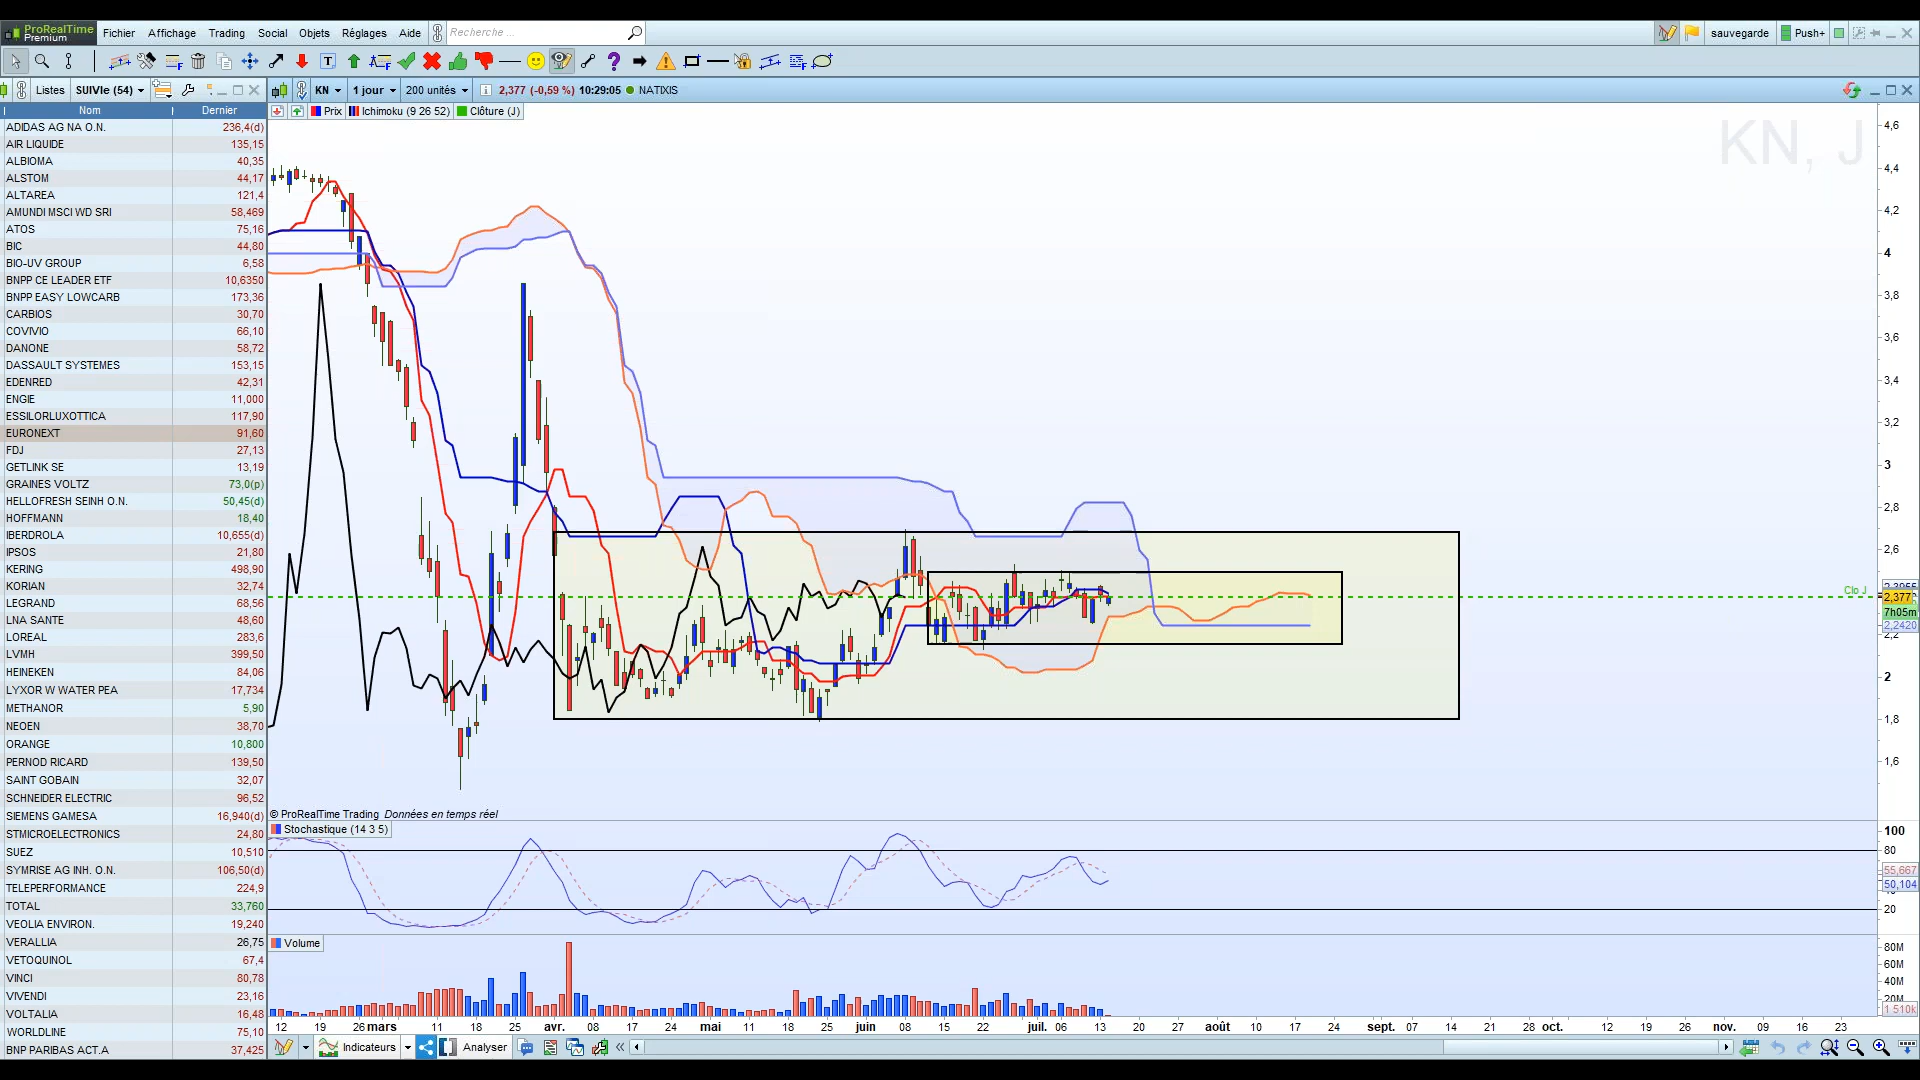 ProRealTime
Premium
Fichier Affichage Trading Social Objets Réglages Aide Recherche ... sauvegarde Push+
Listes SUIVIe (54) KN 1 jour 200 unités 2,377 (-0,59 %) 10:29:05 NATIXIS
Nom Dernier
Prix Ichimoku (9 26 52) Clôture (J)
KN, J
ADIDAS AG NA O.N. 236,4(d)
AIR LIQUIDE 135,15
ALBIOMA 40,35
ALSTOM 44,17
ALTAREA 121,4
AMUNDI MSCI WD SRI 58,469
ATOS 75,16
BIC 44,80
BIO-UV GROUP 6,58
BNPP CE LEADER ETF 10,6350
BNPP EASY LOWCARB 173,36
CARBIOS 30,70
COVIVIO 66,10
DANONE 58,72
DASSAULT SYSTEMES 153,15
EDENRED 42,31
ENGIE 11,000
ESSILORLUXOTTICA 117,90
EURONEXT 91,60
FDJ 27,13
GETLINK SE 13,19
GRAINES VOLTZ 73,0(p)
HELLOFRESH SEINH O.N. 50,45(d)
HOFFMANN 18,40
IBERDROLA 10,655(d)
IPSOS 21,80
KERING 498,90
KORIAN 32,74
LEGRAND 68,56
LNA SANTE 48,60
LOREAL 283,6
LVMH 399,50
HEINEKEN 84,06
LYXOR W WATER PEA 17,734
METHANOR 5,90
NEOEN 38,70
ORANGE 10,800
PERNOD RICARD 139,50
SAINT GOBAIN 32,07
SCHNEIDER ELECTRIC 96,52
SIEMENS GAMESA 16,940(d)
STMICROELECTRONICS 24,80
SUEZ 10,510
SYMRISE AG INH. O.N. 106,50(d)
TELEPERFORMANCE 224,9
TOTAL 33,760
VEOLIA ENVIRON. 19,240
VERALLIA 26,75
VETOQUINOL 67,4
VINCI 80,78
VIVENDI 23,16
VOLTALIA 16,48
WORLDLINE 75,10
BNP PARIBAS ACT.A 37,425
4,6
4,4
4,2
4
3,8
3,6
3,4
3,2
3
2,8
2,6
Clo J
2,377
7h05m
2,2420
2,2
2
1,8
1,6
© ProRealTime Trading Données en temps réel
Stochastique (14 3 5)
100
80
55,667
50,104
20
Volume
80M
60M
40M
20M
1 510k
12 19 26 mars 11 18 25 avr. 08 17 24 mai 11 18 25 juin 08 15 22 juil. 06 13 20 27 août 10 17 24 sept. 07 14 21 28 oct. 12 19 26 nov. 09 16 23
Indicateurs Analyser